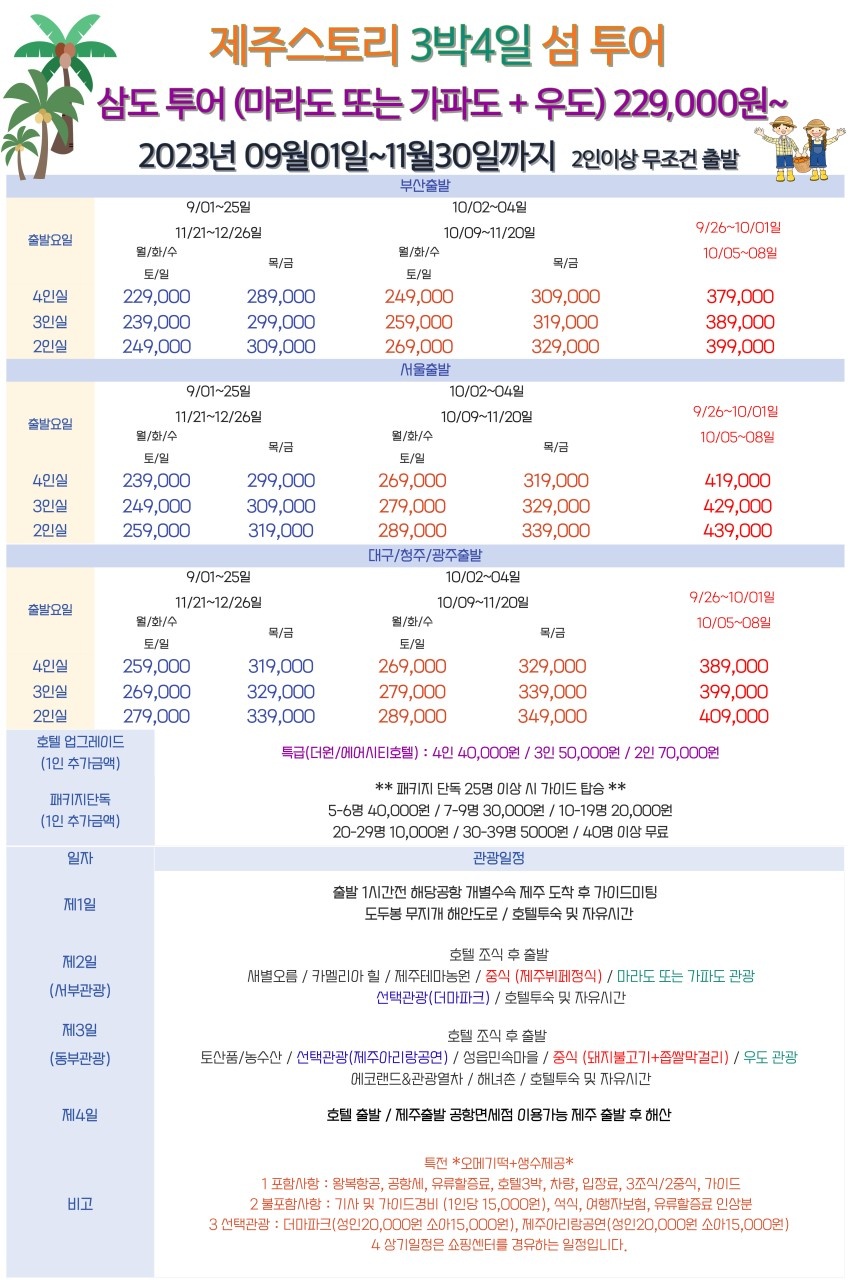 제주스토리 3박4일 섬 투어
삼도 투어 (마라도 또는 가파도 + 우도) 229,000원~
2023년 09월01일~11월30일까지 2인이상 무조건 출발
부산출발
출발요일
9/01~25일 10/02~04일
11/21~12/26일 10/09~11/20일
9/26~10/01일
10/05~08일
월/화/수 토/일 목/금 월/화/수 토/일 목/금
4인실 229,000 289,000 249,000 309,000 379,000
3인실 239,000 299,000 259,000 319,000 389,000
2인실 249,000 309,000 269,000 329,000 399,000
서울출발
출발요일
9/01~25일 10/02~04일
11/21~12/26일 10/09~11/20일
9/26~10/01일
10/05~08일
월/화/수 토/일 목/금 월/화/수 토/일 목/금
4인실 239,000 299,000 269,000 319,000 419,000
3인실 249,000 309,000 279,000 329,000 429,000
2인실 259,000 319,000 289,000 339,000 439,000
대구/청주/광주출발
출발요일
9/01~25일 10/02~04일
11/21~12/26일 10/09~11/20일
9/26~10/01일
10/05~08일
월/화/수 토/일 목/금 월/화/수 토/일 목/금
4인실 259,000 319,000 269,000 329,000 389,000
3인실 269,000 329,000 279,000 339,000 399,000
2인실 279,000 339,000 289,000 349,000 409,000
호텔 업그레이드
(1인 추가금액)
특급(더원/에어시티호텔) : 4인 40,000원 / 3인 50,000원 / 2인 70,000원
패키지단독
(1인 추가금액)
** 패키지 단독 25명 이상 시 가이드 탑승 **
5-6명 40,000원 / 7-9명 30,000원 / 10-19명 20,000원
20-29명 10,000원 / 30-39명 5000원 / 40명 이상 무료
일자 관광일정
제1일
출발 1시간전 해당공항 개별수속 제주 도착 후 가이드미팅
도두봉 무지개 해안도로 / 호텔투숙 및 자유시간
제2일
(서부관광)
호텔 조식 후 출발
새별오름 / 카멜리아 힐 / 제주테마농원 / 중식 (제주뷔페정식) / 마라도 또는 가파도 관광
선택관광(더마파크) / 호텔투숙 및 자유시간
제3일
(동부관광)
호텔 조식 후 출발
토산품/농수산 / 선택관광(제주아리랑공연) / 성읍민속마을 / 중식 (돼지불고기+좁쌀막걸리) / 우도 관광
에코랜드&관광열차 / 해녀촌 / 호텔투숙 및 자유시간
제4일
호텔 출발 / 제주출발 공항면세점 이용가능 제주 출발 후 해산
비고
특전 *오메기떡+생수제공*
1 포함사항 : 왕복항공, 공항세, 유류할증료, 호텔3박, 차량, 입장료, 3조식/2중식, 가이드
2 불포함사항 : 기사 및 가이드경비 (1인당 15,000원), 석식, 여행자보험, 유류할증료 인상분
3 선택관광 : 더마파크(성인20,000원 소아15,000원), 제주아리랑공연(성인20,000원 소아15,000원)
4 상기일정은 쇼핑센터를 경유하는 일정입니다.